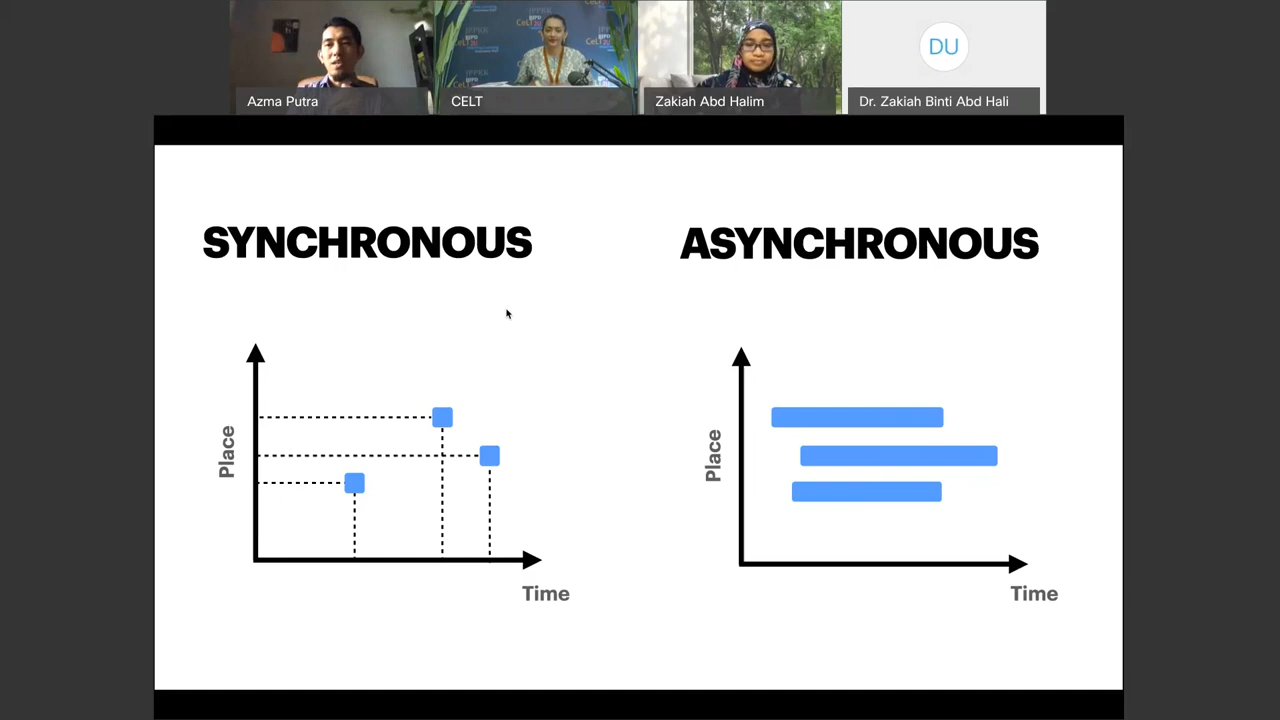 Azma Putra
CELT
Zakiah Abd Halim
DU
Dr. Zakiah Binti Abd Hali
SYNCHRONOUS
ASYNCHRONOUS
Place
Time
Place
Time